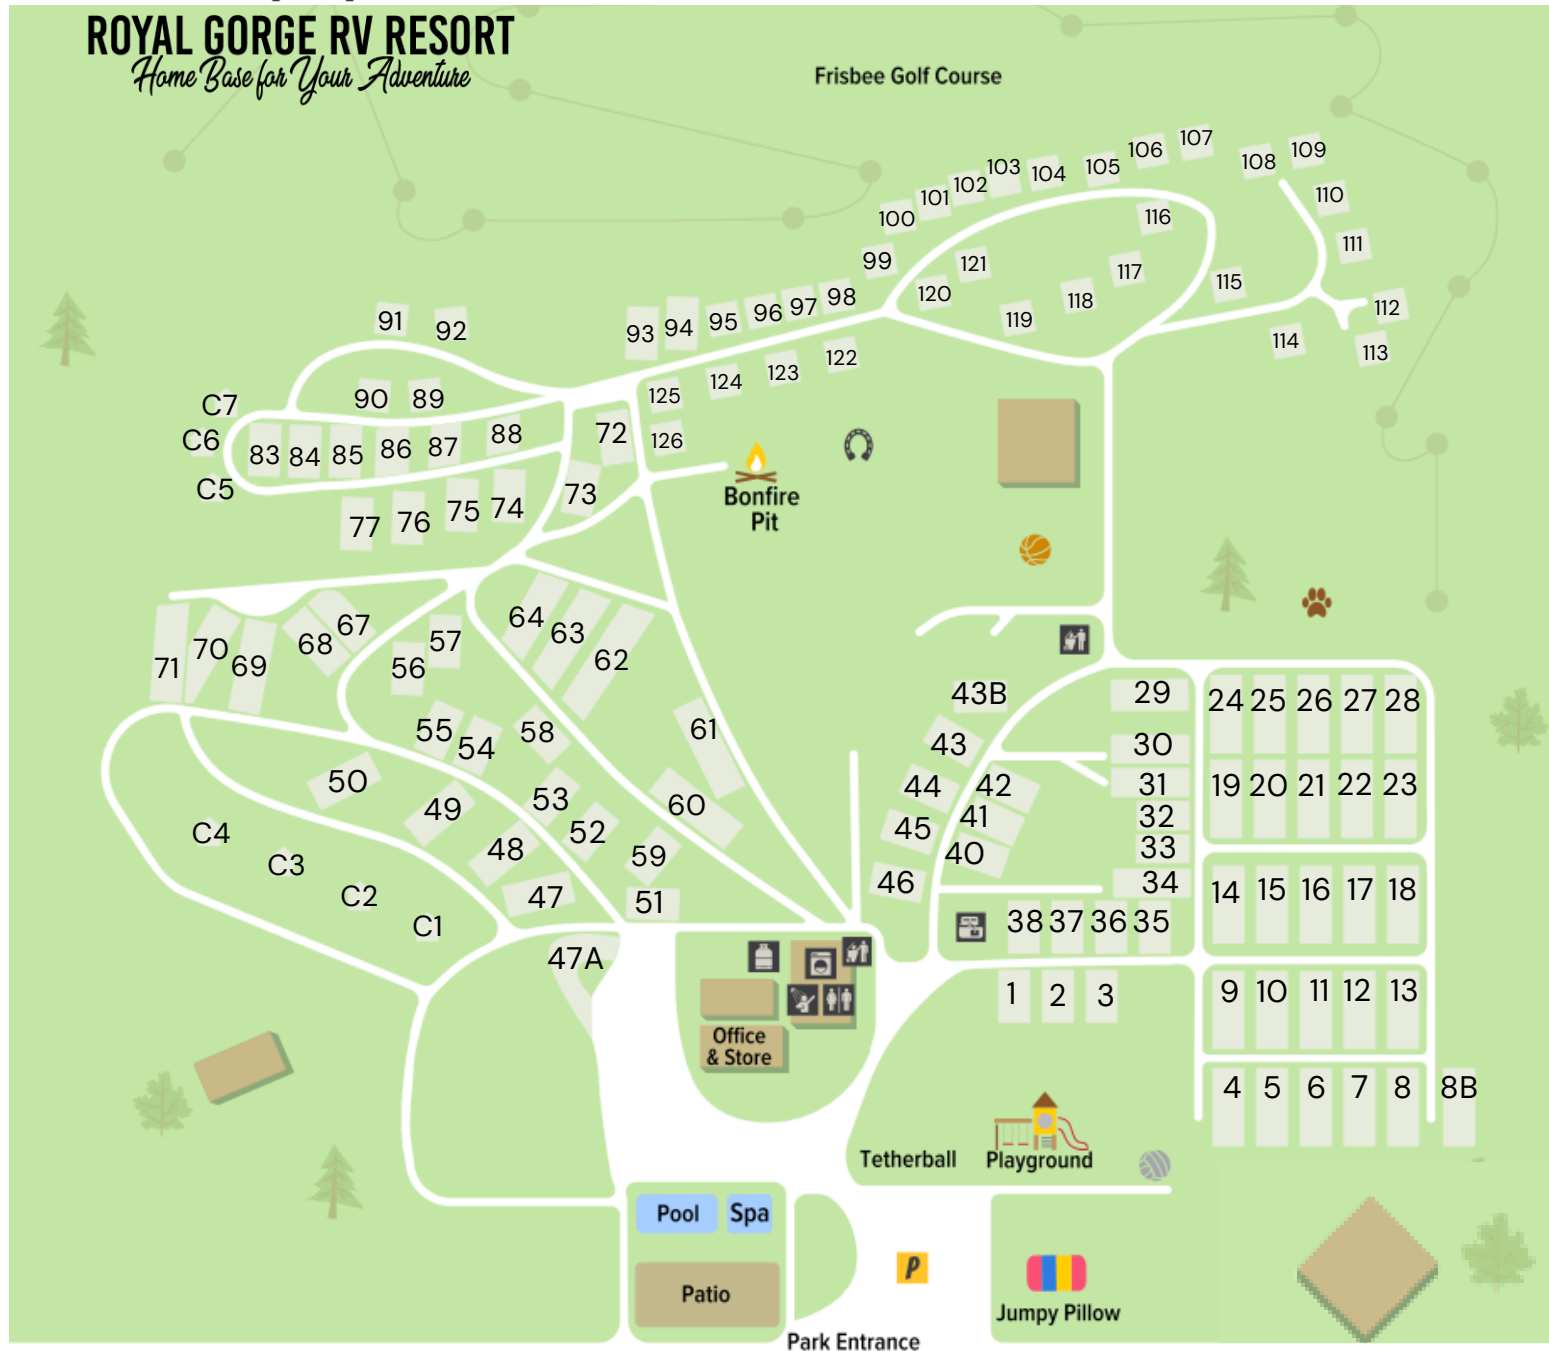 ROYAL GORGE RV RESORT
Home Base for Your Adventure
Frisbee Golf Course
107
106
109
108
105
103
104
102
101
110
100
116
111
99
121
117
115
120
118
98
97
96
95
94
93
119
112
114
113
91
92
122
123
124
125
90
89
C7
C6
C5
83
84
85
86
87
88
72
126
73
77
76
75
74
Bonfire
Pit
71
70
69
68
67
57
56
64
63
62
55
54
58
61
50
49
53
52
60
48
59
47
51
C4
C3
C2
C1
47A
43B
43
44
42
45
41
40
46
29
30
31
32
33
34
24 25 26 27 28
19 20 21 22 23
14 15 16 17 18
38 37 36 35
1 2 3
9 10 11 12 13
4 5 6 7 8 8B
Office
& Store
Tetherball
Playground
Pool
Spa
Patio
P
Jumpy Pillow
Park Entrance